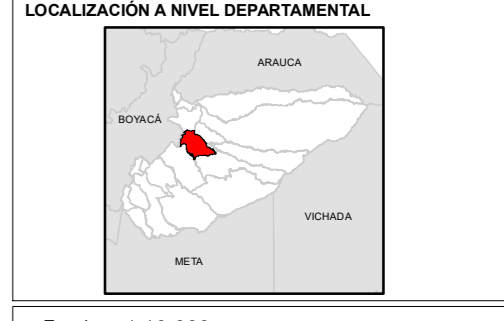 LOCALIZACIÓN A NIVEL DEPARTAMENTAL
ARAUCA
BOYACÁ
VICHADA
META